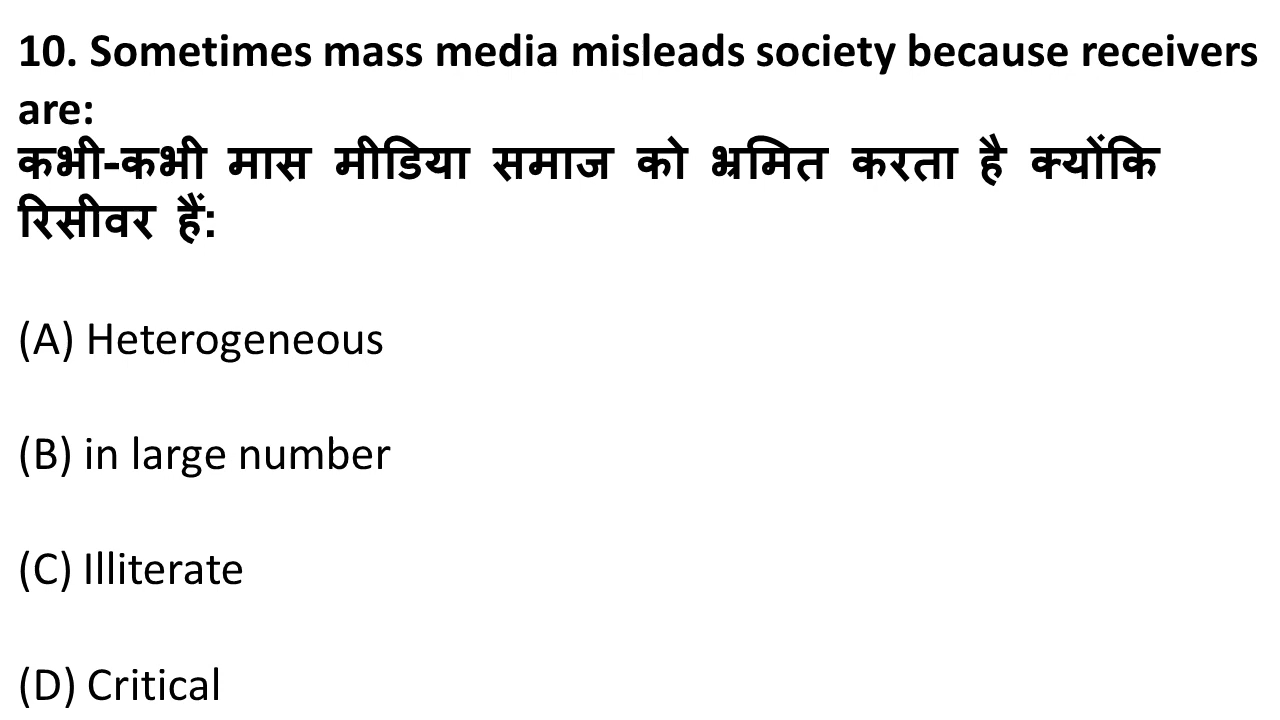 10. Sometimes mass media misleads society because receivers
are:
कभी-कभी मास मीडिया समाज को भ्रमित करता है क्योंकि
रिसीवर हैं:
(A) Heterogeneous
(B) in large number
(C) Illiterate
(D) Critical